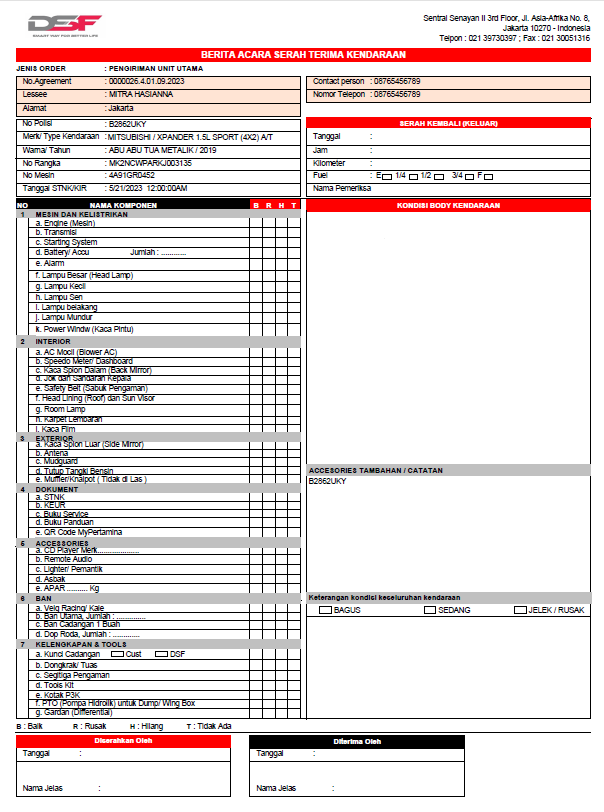 DSF
SMART WAY FOR BETTER LIFE
Sentral Senayan II 3rd Floor, Jl. Asia-Afrika No. 8,
Jakarta 10270 - Indonesia
Telpon : 021 39730397 ; Fax : 021 30051316
BERITA ACARA SERAH TERIMA KENDARAAN
JENIS ORDER : PENGIRIMAN UNIT UTAMA
No.Agreement : 0000026.4.01.09.2023
Lessee : MITRA HASIANNA
Alamat : Jakarta
Contact person : 08765456789
Nomor Telepon : 08765456789
No Polisi : B2862UKY
Merk/ Type Kendaraan : MITSUBISHI / XPANDER 1.5L SPORT (4X2) A/T
Warna/ Tahun : ABU ABU TUA METALIK / 2019
No Rangka : MK2NCWPARKJ003135
No Mesin : 4A91GR0452
Tanggal STNK/KIR : 5/21/2023 12:00:00AM
SERAH KEMBALI (KELUAR)
Tanggal :
Jam :
Kilometer :
Fuel : E 1/4 1/2 3/4 F
Nama Pemeriksa
NO NAMA KOMPONEN B R H T
1 MESIN DAN KELISTRIKAN
a. Engine (Mesin)
b. Transmisi
c. Starting System
d. Battery/ Accu Jumlah : ............
e. Alarm
f. Lampu Besar (Head Lamp)
g. Lampu Kecil
h. Lampu Sen
i. Lampu belakang
j. Lampu Mundur
k. Power Windw (Kaca Pintu)
2 INTERIOR
a. AC Mocil (Blower AC)
b. Speedo Meter/ Dashboard
c. Kaca Spion Dalam (Back Mirror)
d. Jok dan Sandaran Kepala
e. Safety Belt (Sabuk Pengaman)
f. Head Lining (Roof) dan Sun Visor
g. Room Lamp
h. Karpet Lembaran
i. Kaca Film
3 EXTERIOR
a. Kaca Spion Luar (Side Mirror)
b. Antena
c. Mudguard
d. Tutup Tangki Bensin
e. Muffler/Knalpot ( Tidak di Las )
4 DOKUMENT
a. STNK
b. KEUR
c. Buku Service
d. Buku Panduan
e. QR Code MyPertamina
5 ACCESSORIES
a. CD Player Merk.....................
b. Remote Audio
c. Lighter/ Pemantik
d. Asbak
e. APAR .......... Kg
6 BAN
a. Velg Racing/ Kale
b. Ban Utama, Jumlah : ..............
c. Ban Cadangan 1 Buah
d. Dop Roda, Jumlah : .............
7 KELENGKAPAN & TOOLS
a. Kunci Cadangan Cust DSF
b. Dongkrak/ Tuas
c. Segitiga Pengaman
d. Tools Kit
e. Kotak P3K
f. PTO (Pompa Hidrolik) untuk Dump/ Wing Box
g. Gardan (Differential)
KONDISI BODY KENDARAAN
ACCESORIES TAMBAHAN / CATATAN
B2862UKY
Keterangan kondisi keseluruhan kendaraan
BAGUS SEDANG JELEK / RUSAK
B : Baik R : Rusak H : Hilang T : Tidak Ada
Diserahkan Oleh
Tanggal :
Nama Jelas :
Diterima Oleh
Tanggal :
Nama Jelas :